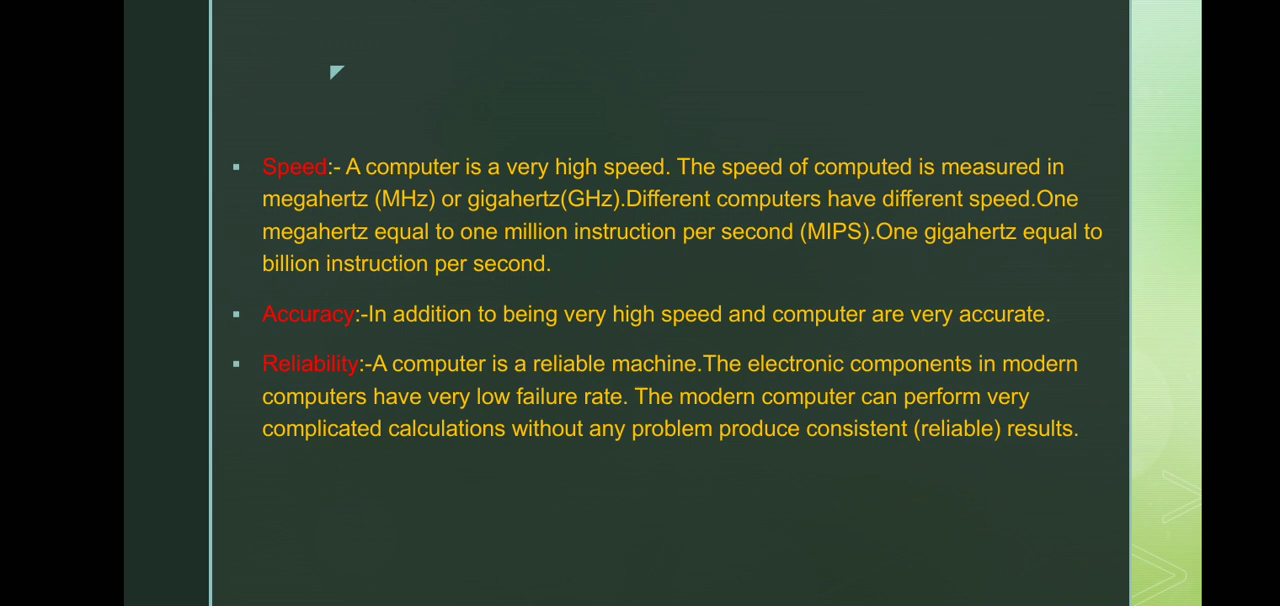 Speed:- A computer is a very high speed. The speed of computed is measured in
megahertz (MHz) or gigahertz(GHz).Different computers have different speed.One
megahertz equal to one million instruction per second (MIPS).One gigahertz equal to
billion instruction per second.
Accuracy:-In addition to being very high speed and computer are very accurate.
Reliability:-A computer is a reliable machine.The electronic components in modern
computers have very low failure rate. The modern computer can perform very
complicated calculations without any problem produce consistent (reliable) results.